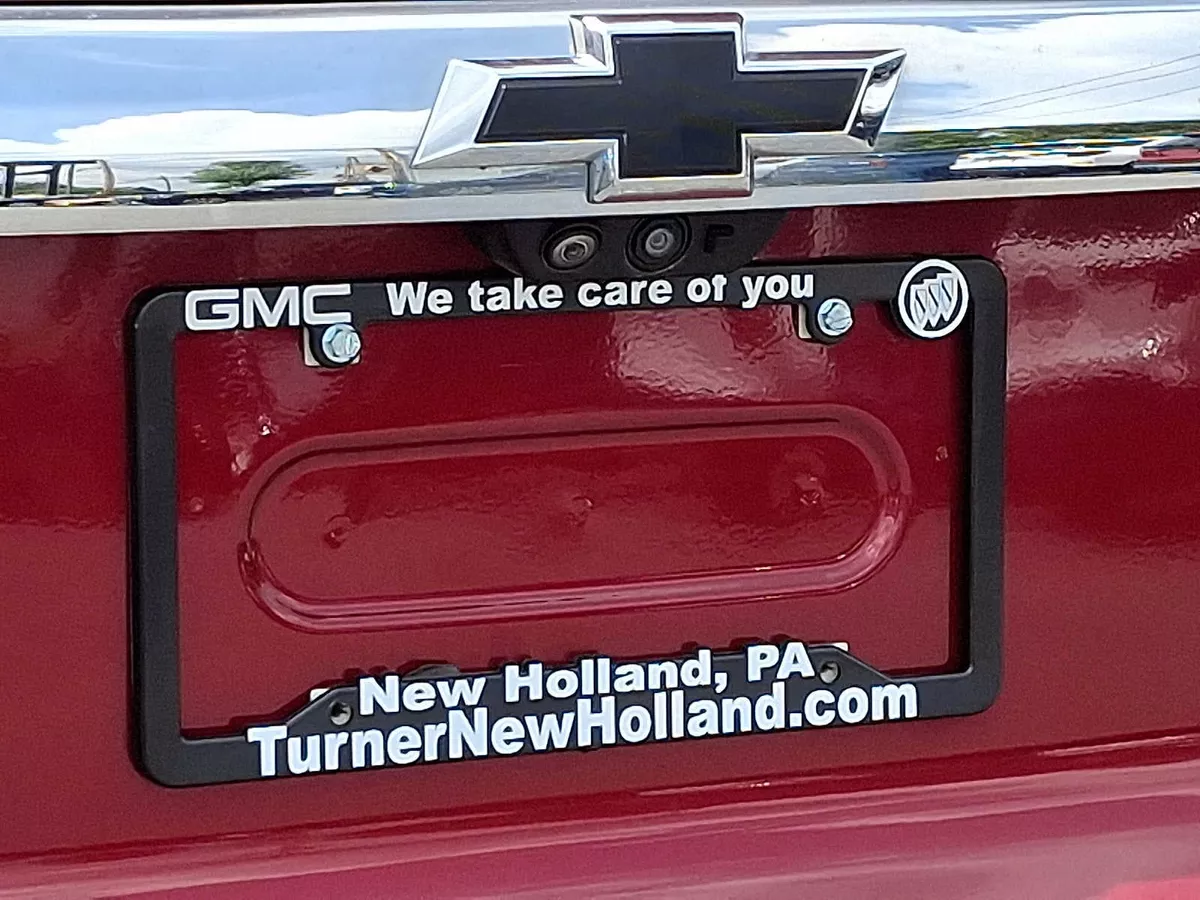 GMC We take care of you
New Holland, PA
TurnerNewHolland.com